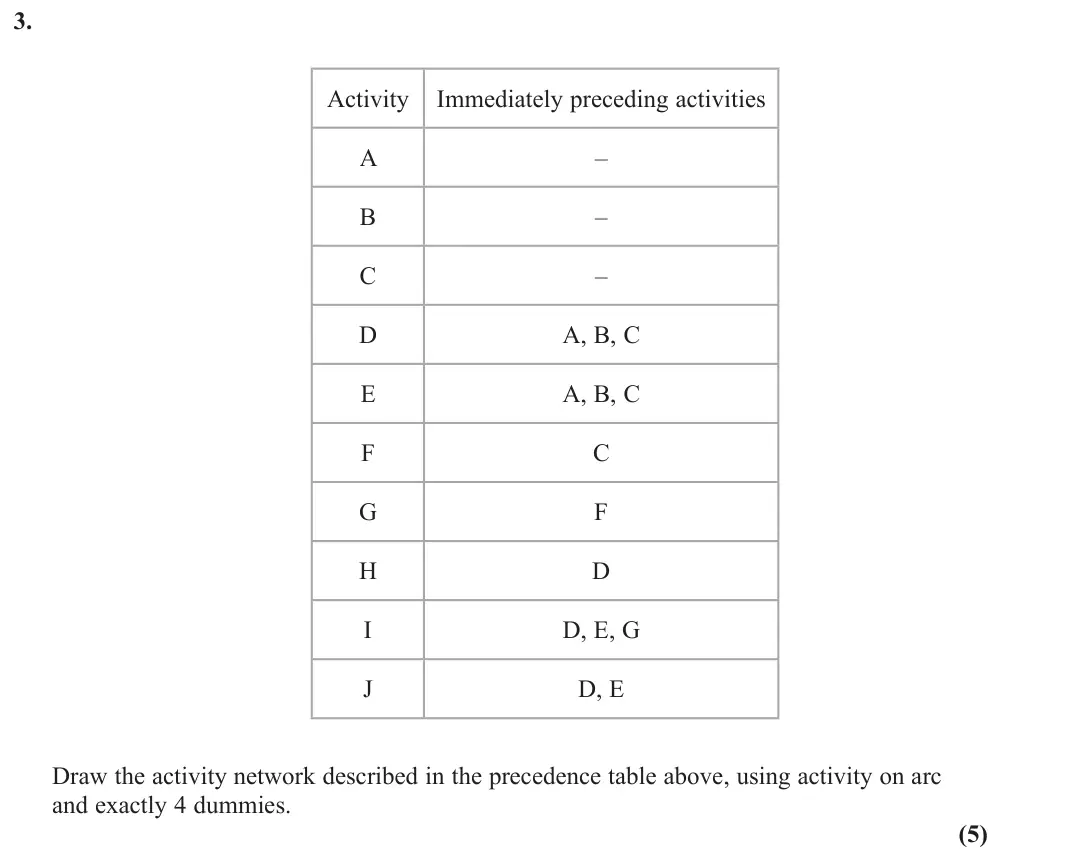 3.
Activity Immediately preceding activities
A –
B –
C –
D A, B, C
E A, B, C
F C
G F
H D
I D, E, G
J D, E
Draw the activity network described in the precedence table above, using activity on arc
and exactly 4 dummies.
(5)